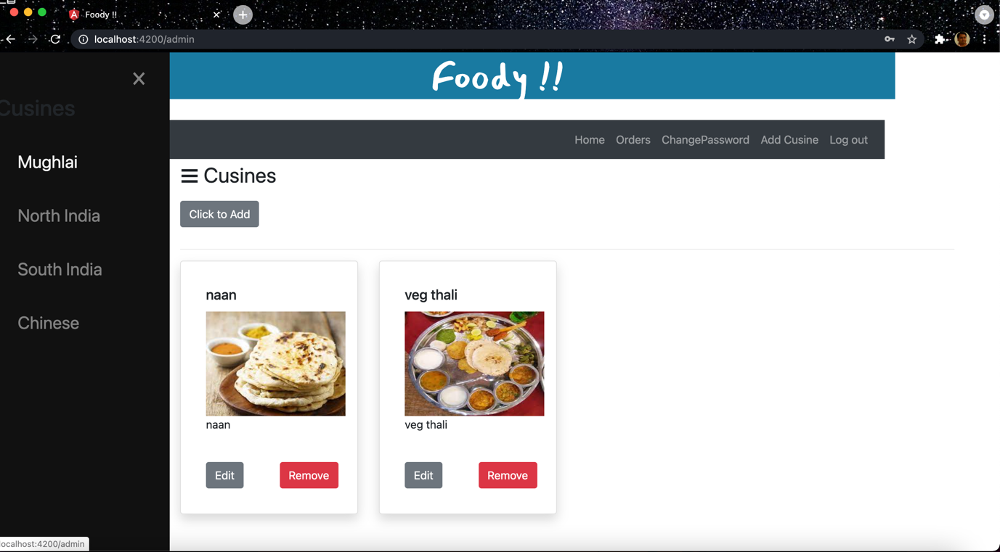 Foody !!
localhost:4200/admin
Foody !!
Cusines
Mughlai
North India
South India
Chinese
Home Orders ChangePassword Add Cusine Log out
Cusines
Click to Add
naan
naan
Edit Remove
veg thali
veg thali
Edit Remove
localhost:4200/admin